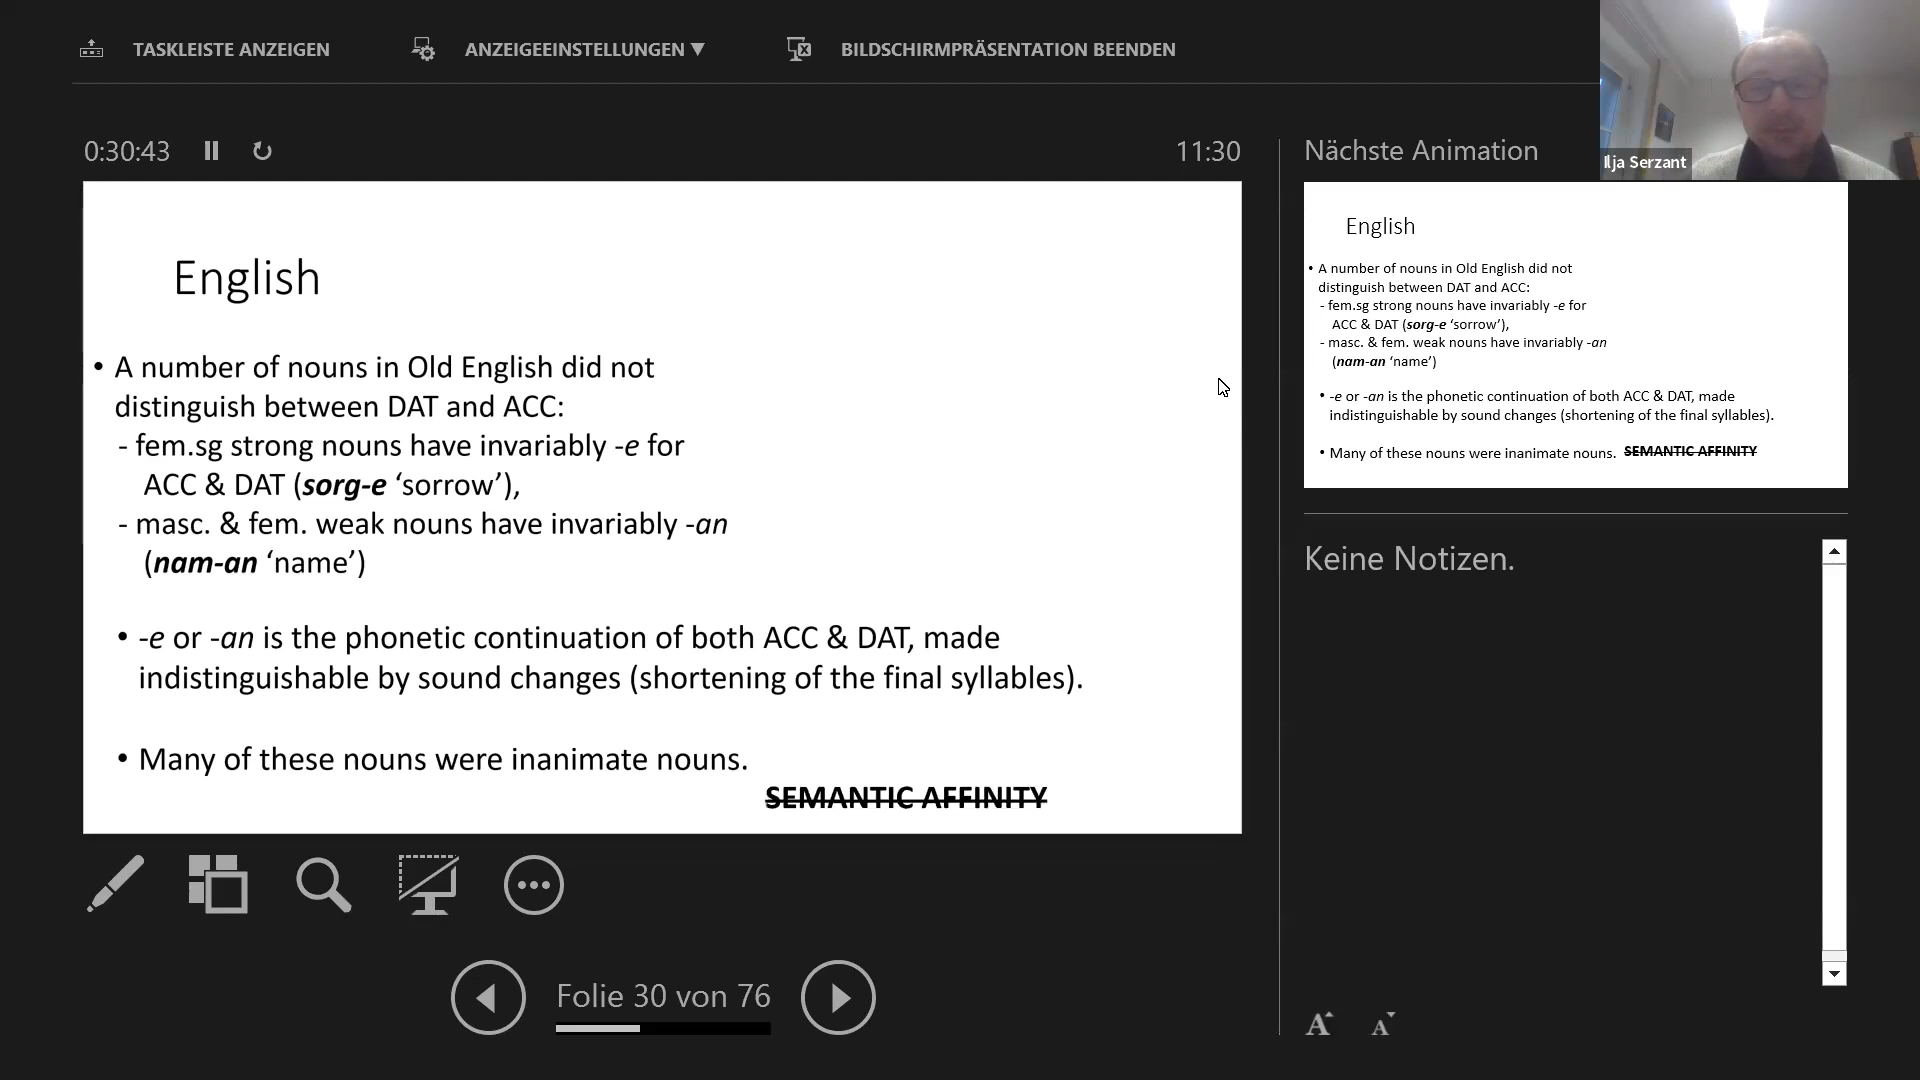 TASKLEISTE ANZEIGEN
ANZEIGEEINSTELLUNGEN ▼
BILDSCHIRMPRÄSENTATION BEENDEN
Ilja Serzant
0:30:43
11:30
English
• A number of nouns in Old English did not
distinguish between DAT and ACC:
- fem.sg strong nouns have invariably -e for
ACC & DAT (sorg-e ‘sorrow’),
- masc. & fem. weak nouns have invariably -an
(nam-an ‘name’)
• -e or -an is the phonetic continuation of both ACC & DAT, made
indistinguishable by sound changes (shortening of the final syllables).
• Many of these nouns were inanimate nouns.
SEMANTIC AFFINITY
Folie 30 von 76
Nächste Animation
English
• A number of nouns in Old English did not
distinguish between DAT and ACC:
- fem.sg strong nouns have invariably -e for
ACC & DAT (sorg-e ‘sorrow’),
- masc. & fem. weak nouns have invariably -an
(nam-an ‘name’)
• -e or -an is the phonetic continuation of both ACC & DAT, made
indistinguishable by sound changes (shortening of the final syllables).
• Many of these nouns were inanimate nouns. SEMANTIC AFFINITY
Keine Notizen.
A A